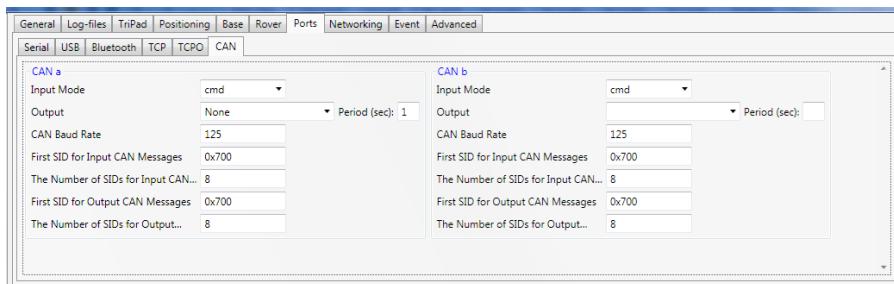 General Log-files TriPad Positioning Base Rover Ports Networking Event Advanced
Serial USB Bluetooth TCP TCPO CAN
CAN a
Input Mode cmd
Output None Period (sec): 1
CAN Baud Rate 125
First SID for Input CAN Messages 0x700
The Number of SIDs for Input CAN... 8
First SID for Output CAN Messages 0x700
The Number of SIDs for Output... 8
CAN b
Input Mode cmd
Output Period (sec):
CAN Baud Rate 125
First SID for Input CAN Messages 0x700
The Number of SIDs for Input CAN... 8
First SID for Output CAN Messages 0x700
The Number of SIDs for Output... 8